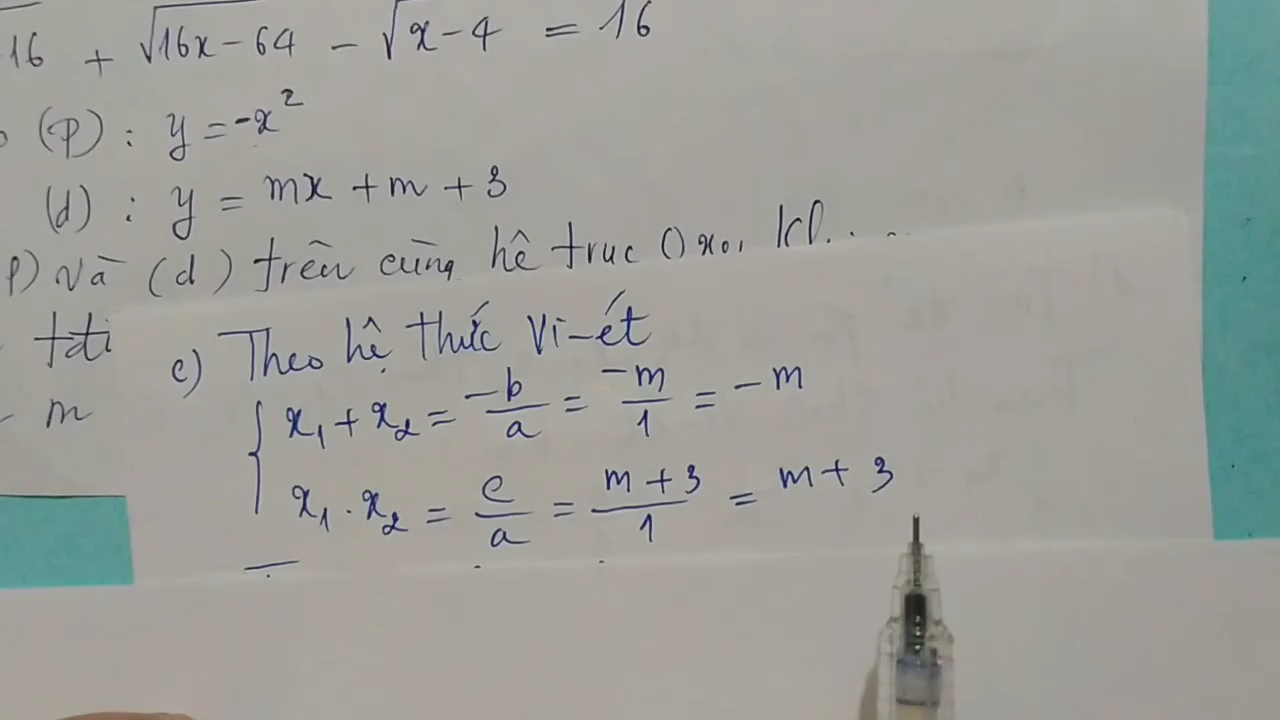 16 + √16x-64 - √x-4 = 16
(P) : y = -x²
(d) : y = mx + m + 3
P) và (d) trên cùng hệ trục
tđi
c) Theo hệ thức Vi-ét
m
x₁ + x₂ = -b/a = -m/1 = -m
x₁ . x₂ = c/a = m+3/1 = m+3